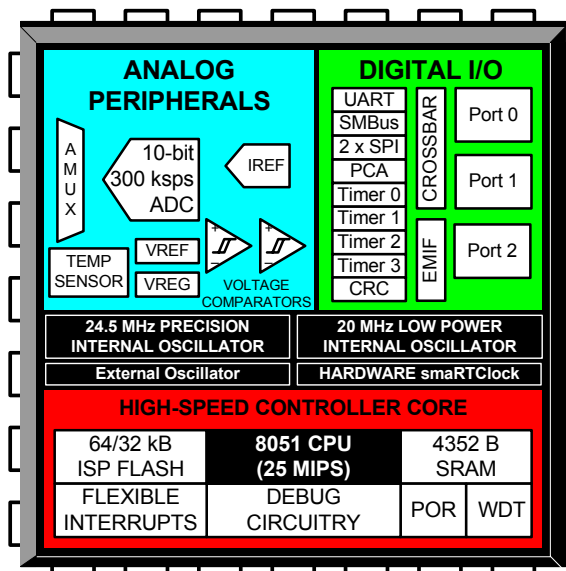 ANALOG
PERIPHERALS
A
M
U
X
10-bit
300 ksps
ADC
IREF
TEMP
SENSOR
VREF
VREG
+
–
+
–
VOLTAGE
COMPARATORS
DIGITAL I/O
UART
SMBus
2 x SPI
PCA
Timer 0
Timer 1
Timer 2
Timer 3
CRC
CROSSBAR
EMIF
Port 0
Port 1
Port 2
24.5 MHz PRECISION
INTERNAL OSCILLATOR
20 MHz LOW POWER
INTERNAL OSCILLATOR
External Oscillator
HARDWARE smaRTClock
HIGH-SPEED CONTROLLER CORE
64/32 kB
ISP FLASH
8051 CPU
(25 MIPS)
4352 B
SRAM
FLEXIBLE
INTERRUPTS
DEBUG
CIRCUITRY
POR
WDT